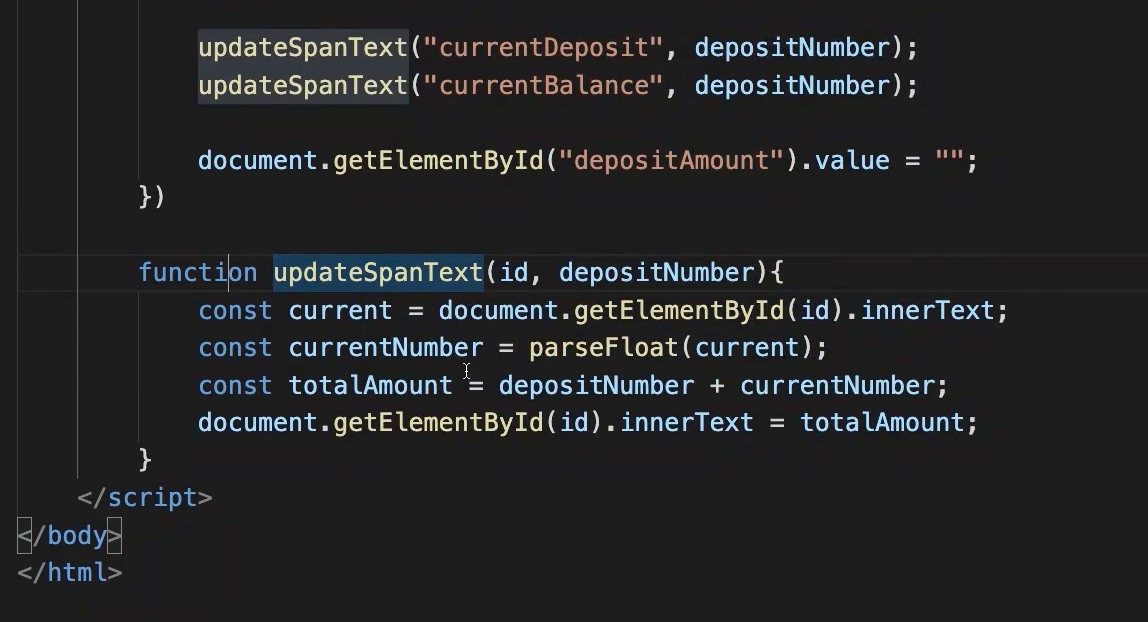 updateSpanText("currentDeposit", depositNumber);
updateSpanText("currentBalance", depositNumber);
document.getElementById("depositAmount").value = "";
})
function updateSpanText(id, depositNumber){
const current = document.getElementById(id).innerText;
const currentNumber = parseFloat(current);
const totalAmount = depositNumber + currentNumber;
document.getElementById(id).innerText = totalAmount;
}
</script>
</body>
</html>